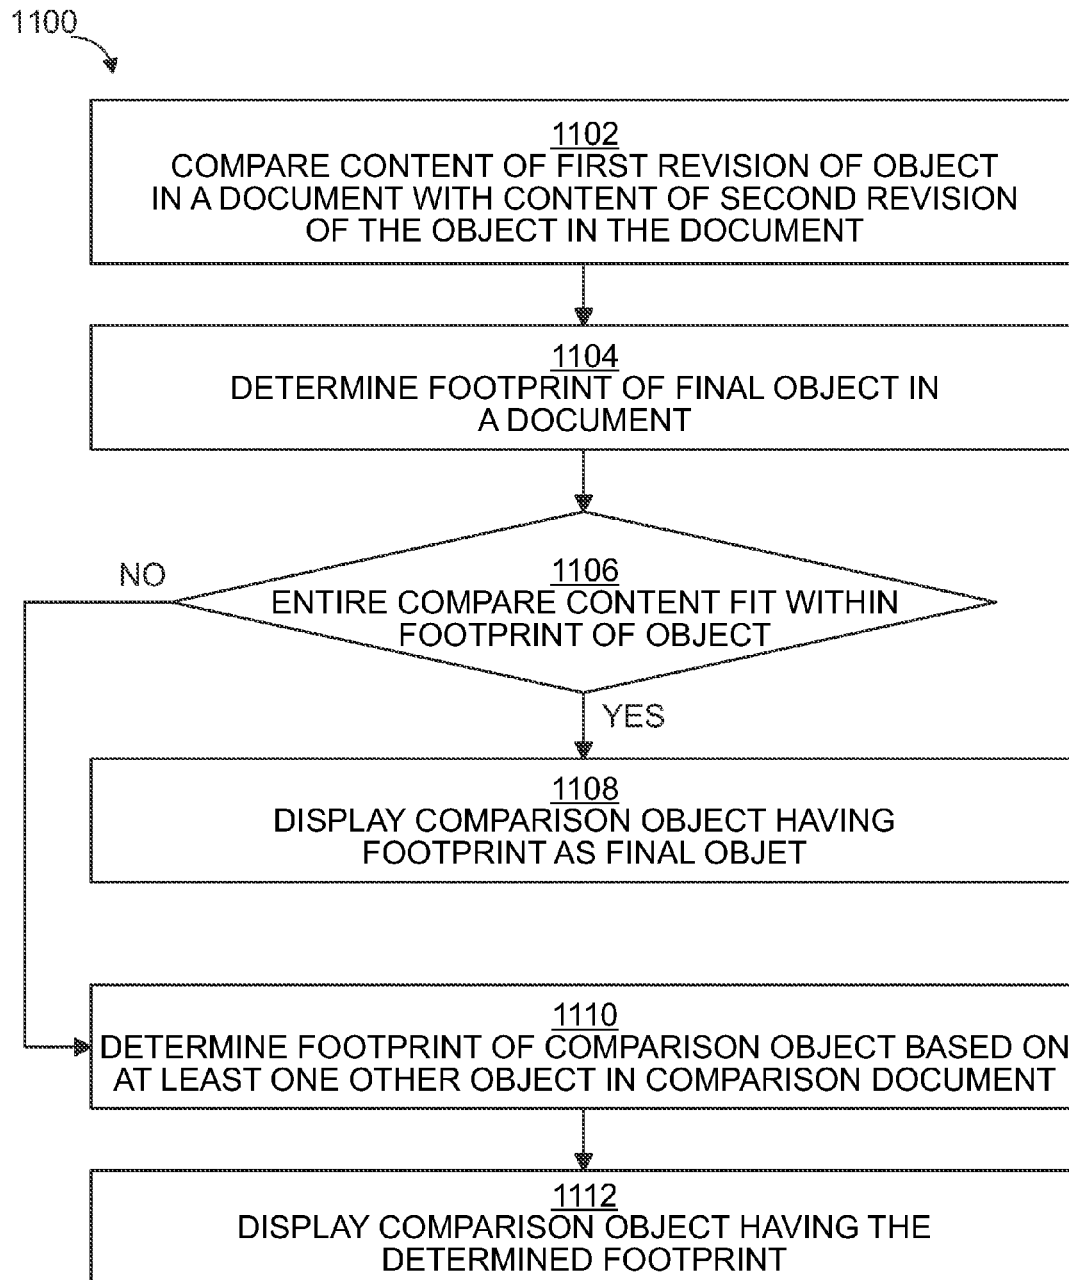 1100
1102
COMPARE CONTENT OF FIRST REVISION OF OBJECT
IN A DOCUMENT WITH CONTENT OF SECOND REVISION
OF THE OBJECT IN THE DOCUMENT
1104
DETERMINE FOOTPRINT OF FINAL OBJECT IN
A DOCUMENT
NO
1106
ENTIRE COMPARE CONTENT FIT WITHIN
FOOTPRINT OF OBJECT
YES
1108
DISPLAY COMPARISON OBJECT HAVING
FOOTPRINT AS FINAL OBJET
1110
DETERMINE FOOTPRINT OF COMPARISON OBJECT BASED ON
AT LEAST ONE OTHER OBJECT IN COMPARISON DOCUMENT
1112
DISPLAY COMPARISON OBJECT HAVING THE
DETERMINED FOOTPRINT